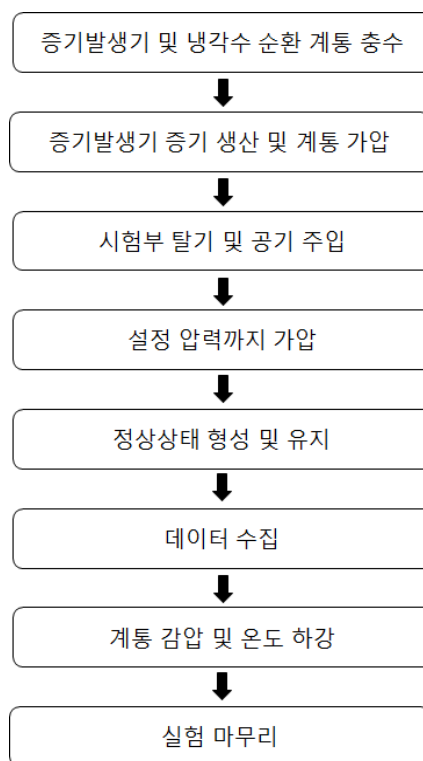 증기발생기 및 냉각수 순환 계통 충수
증기발생기 증기 생산 및 계통 가압
시험부 탈기 및 공기 주입
설정 압력까지 가압
정상상태 형성 및 유지
데이터 수집
계통 감압 및 온도 하강
실험 마무리